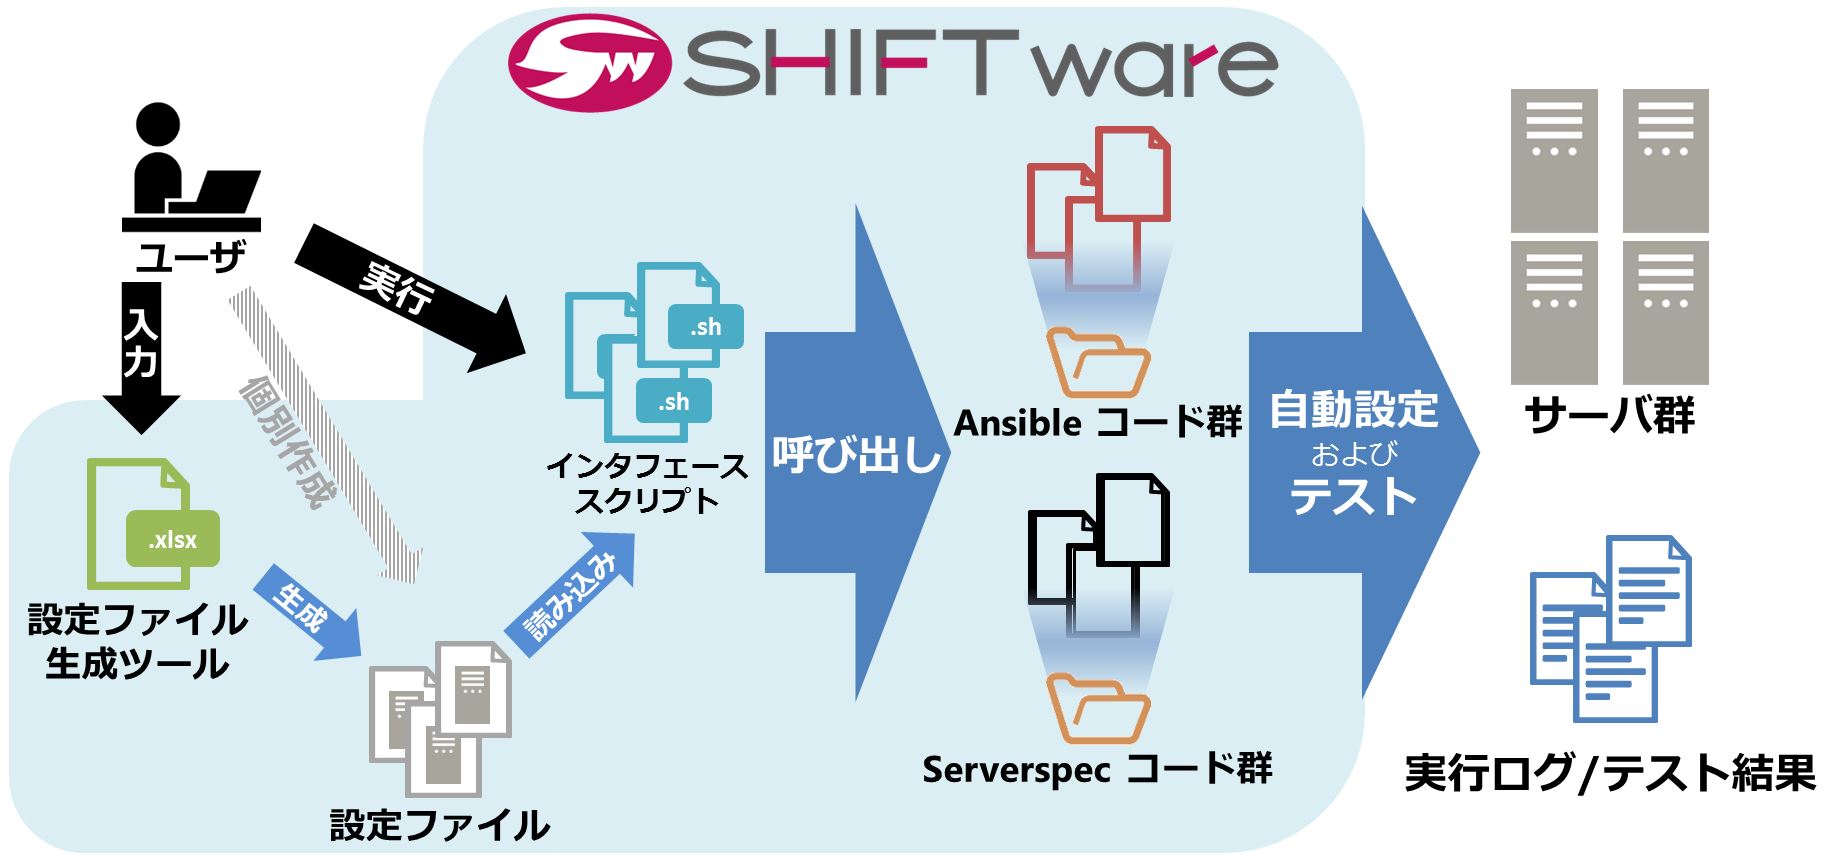 SHIFTware
ユーザ
実行
入力
個別作成
.sh
.sh
インタフェース
スクリプト
.xlsx
設定ファイル
生成ツール
生成
読み込み
設定ファイル
呼び出し
Ansible コード群
Serverspec コード群
自動設定
および
テスト
サーバ群
実行ログ/テスト結果